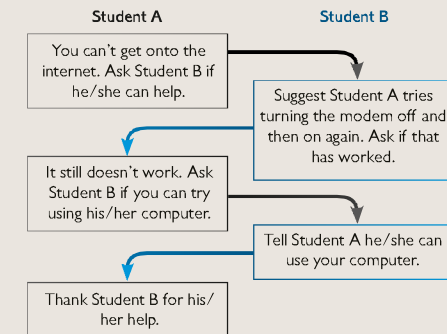 Student A
Student B
You can't get onto the
internet. Ask Student B if
he/she can help.
Suggest Student A tries
turning the modem off and
then on again. Ask if that
has worked.
It still doesn't work. Ask
Student B if you can try
using his/her computer.
Tell Student A he/she can
use your computer.
Thank Student B for his/
her help.